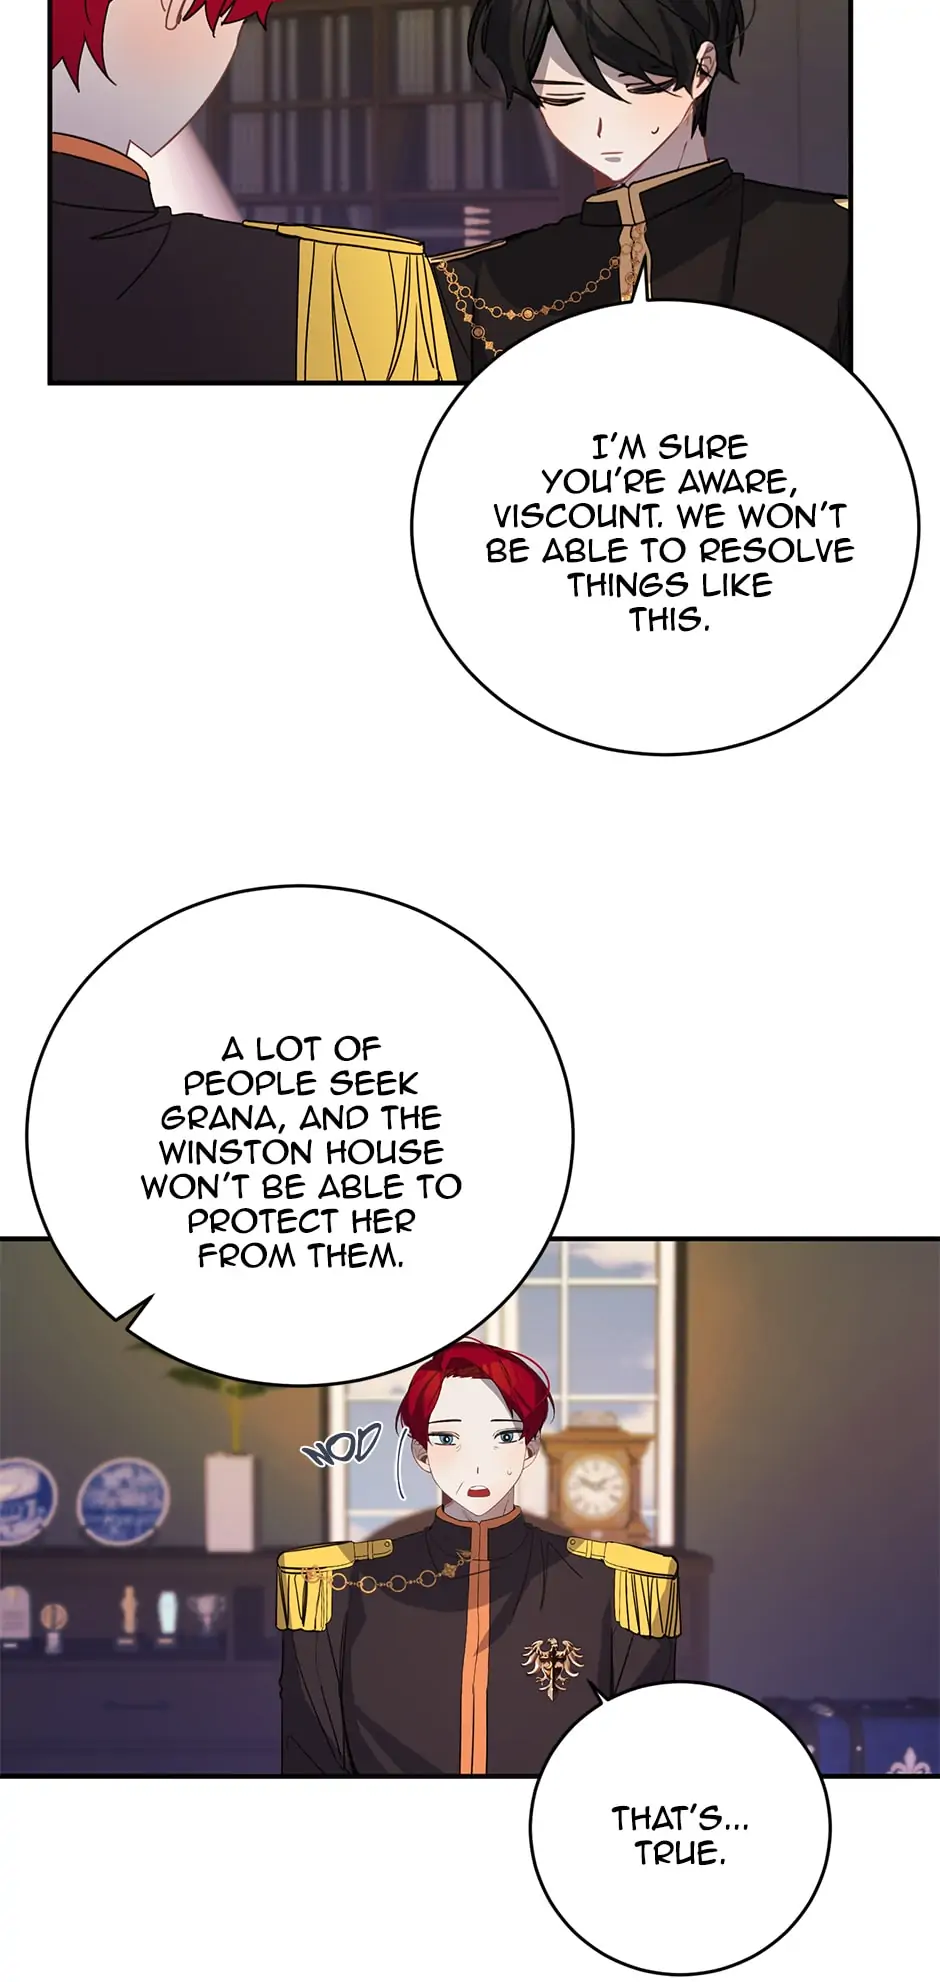 I'M SURE
YOU'RE AWARE,
VISCOUNT. WE WON'T
BE ABLE TO RESOLVE
THINGS LIKE
THIS.
A LOT OF
PEOPLE SEEK
GRANA, AND THE
WINSTON HOUSE
WON'T BE ABLE TO
PROTECT HER
FROM THEM.
NOD
THAT'S...
TRUE.